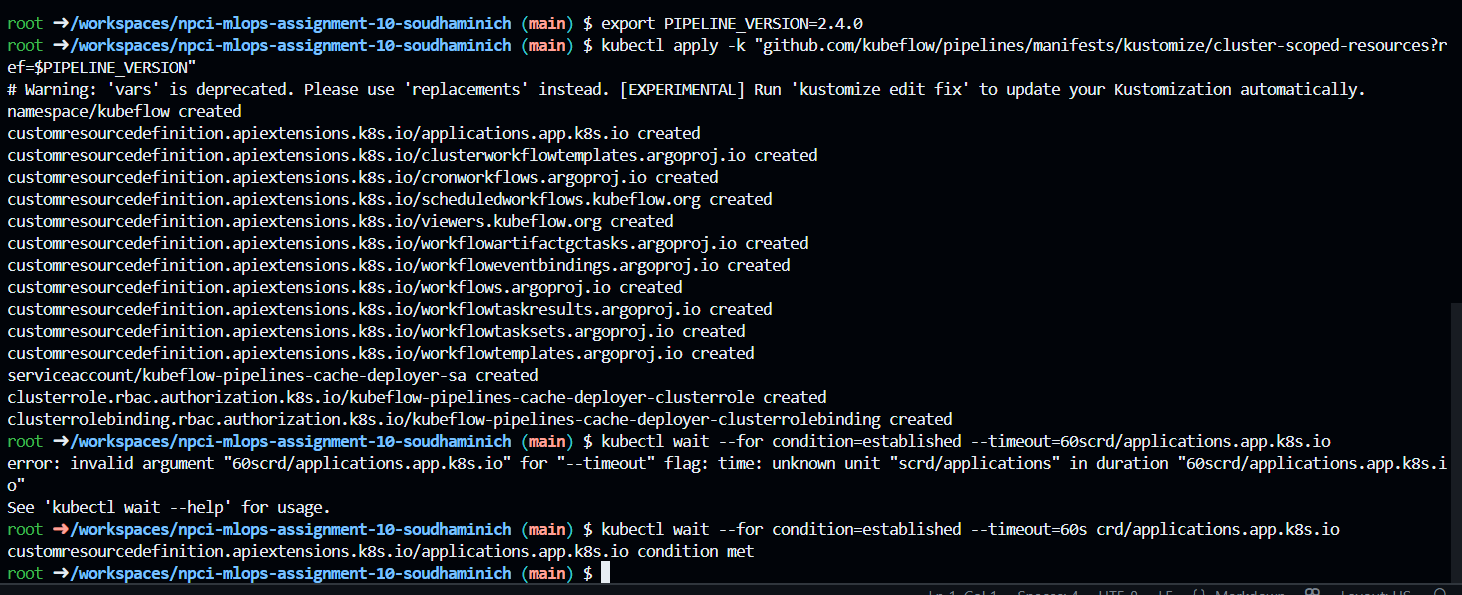 root ➜/workspaces/npci-mlops-assignment-10-soudhaminich (main) $ export PIPELINE_VERSION=2.4.0
root ➜/workspaces/npci-mlops-assignment-10-soudhaminich (main) $ kubectl apply -k "github.com/kubeflow/pipelines/manifests/kustomize/cluster-scoped-resources?r
ef=$PIPELINE_VERSION"
# Warning: 'vars' is deprecated. Please use 'replacements' instead. [EXPERIMENTAL] Run 'kustomize edit fix' to update your Kustomization automatically.
namespace/kubeflow created
customresourcedefinition.apiextensions.k8s.io/applications.app.k8s.io created
customresourcedefinition.apiextensions.k8s.io/clusterworkflowtemplates.argoproj.io created
customresourcedefinition.apiextensions.k8s.io/cronworkflows.argoproj.io created
customresourcedefinition.apiextensions.k8s.io/scheduledworkflows.kubeflow.org created
customresourcedefinition.apiextensions.k8s.io/viewers.kubeflow.org created
customresourcedefinition.apiextensions.k8s.io/workflowartifactgctasks.argoproj.io created
customresourcedefinition.apiextensions.k8s.io/workfloweventbindings.argoproj.io created
customresourcedefinition.apiextensions.k8s.io/workflows.argoproj.io created
customresourcedefinition.apiextensions.k8s.io/workflowtaskresults.argoproj.io created
customresourcedefinition.apiextensions.k8s.io/workflowtasksets.argoproj.io created
customresourcedefinition.apiextensions.k8s.io/workflowtemplates.argoproj.io created
serviceaccount/kubeflow-pipelines-cache-deployer-sa created
clusterrole.rbac.authorization.k8s.io/kubeflow-pipelines-cache-deployer-clusterrole created
clusterrolebinding.rbac.authorization.k8s.io/kubeflow-pipelines-cache-deployer-clusterrolebinding created
root ➜/workspaces/npci-mlops-assignment-10-soudhaminich (main) $ kubectl wait --for condition=established --timeout=60scrd/applications.app.k8s.io
error: invalid argument "60scrd/applications.app.k8s.io" for "--timeout" flag: time: unknown unit "scrd/applications" in duration "60scrd/applications.app.k8s.i
o"
See 'kubectl wait --help' for usage.
root ➜/workspaces/npci-mlops-assignment-10-soudhaminich (main) $ kubectl wait --for condition=established --timeout=60s crd/applications.app.k8s.io
customresourcedefinition.apiextensions.k8s.io/applications.app.k8s.io condition met
root ➜/workspaces/npci-mlops-assignment-10-soudhaminich (main) $